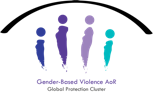 Gender-Based Violence AoR
Global Protection Cluster